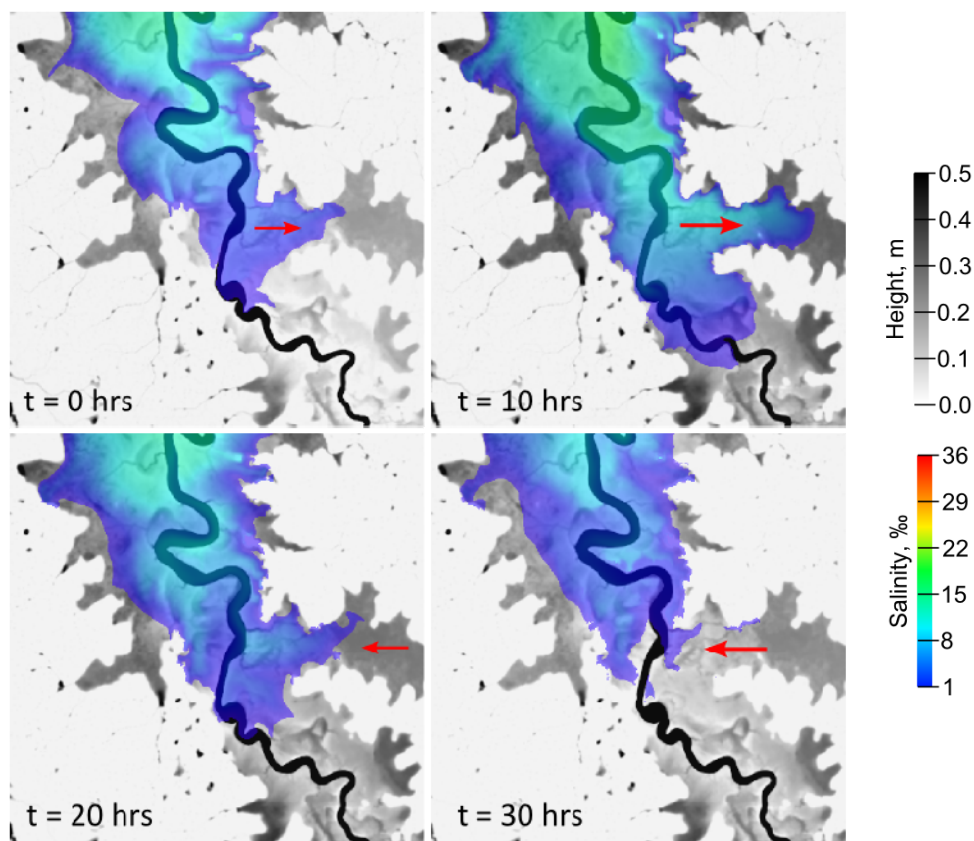 t = 0 hrs
t = 10 hrs
t = 20 hrs
t = 30 hrs
0.5
0.4
0.3
0.2
0.1
0.0
Height, m
36
29
22
15
8
1
Salinity, ‰